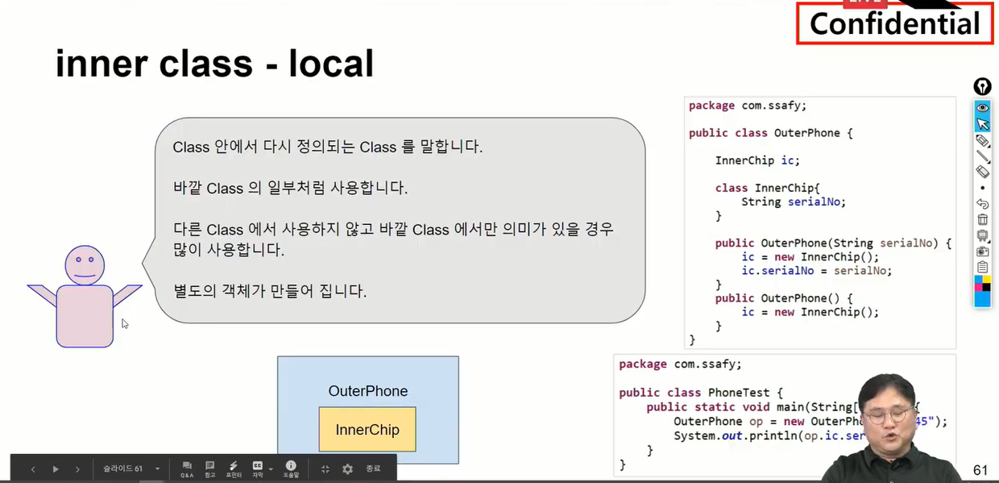 Confidential
inner class - local
Class 안에서 다시 정의되는 Class 를 말합니다.
바깥 Class 의 일부처럼 사용합니다.
다른 Class 에서 사용하지 않고 바깥 Class 에서만 의미가 있을 경우
많이 사용합니다.
별도의 객체가 만들어 집니다.
OuterPhone
InnerChip
package com.ssafy;
public class OuterPhone {
InnerChip ic;
class InnerChip{
String serialNo;
}
public OuterPhone(String serialNo) {
ic = new InnerChip();
ic.serialNo = serialNo;
}
public OuterPhone() {
ic = new InnerChip();
}
}
package com.ssafy;
public class PhoneTest {
public static void main(String[ {
OuterPhone op = new OuterPho 45");
System.out.println(op.ic.ser
}
}
슬라이드 61
Q&A
참고
포인터
자막
도움말
종료
61